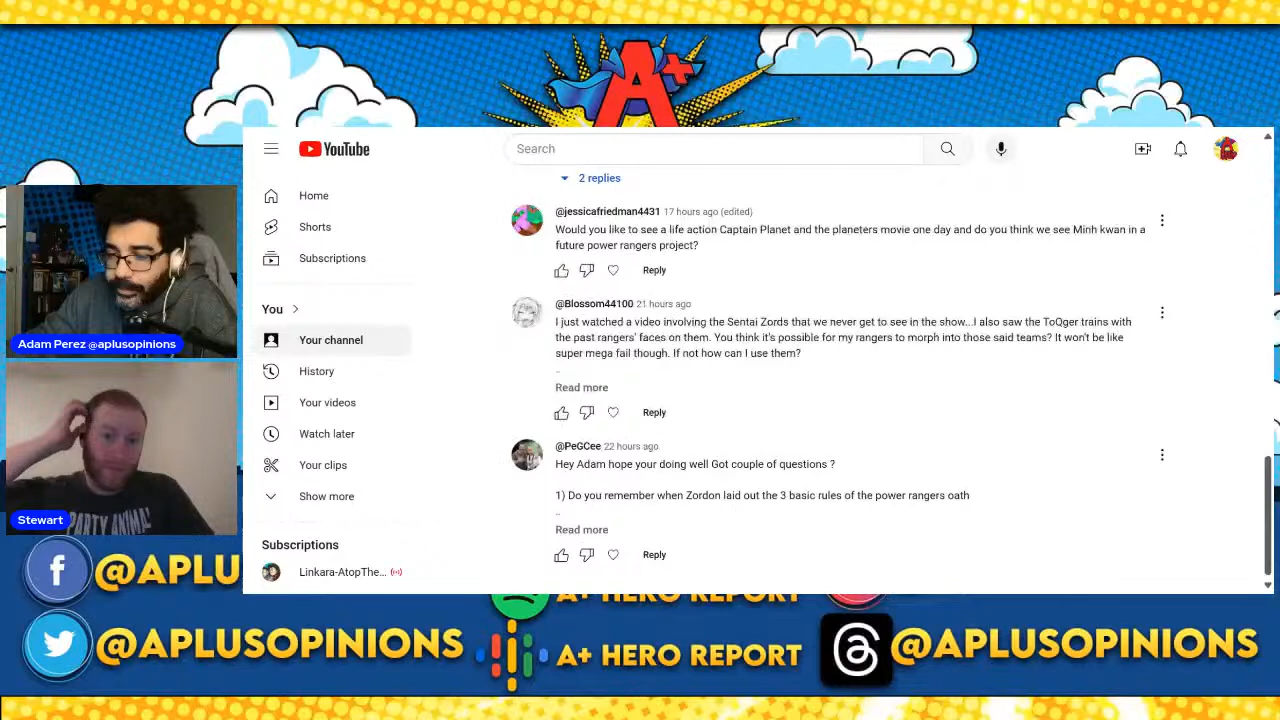 A+
YouTube
Search
Home
Shorts
Subscriptions
You
Your channel
History
Your videos
Watch later
Your clips
Show more
Subscriptions
Linkara-AtopThe...
2 replies
@jessicafriedman4431 17 hours ago (edited)
Would you like to see a life action Captain Planet and the planeters movie one day and do you think we see Minh kwan in a
future power rangers project?
Reply
@Blossom44100 21 hours ago
I just watched a video involving the Sentai Zords that we never get to see in the show...I also saw the ToQger trains with
the past rangers' faces on them. You think it's possible for my rangers to morph into those said teams? It won't be like
super mega fail though. If not how can I use them?
..
Read more
Reply
@PeGCee 22 hours ago
Hey Adam hope your doing well Got couple of questions ?
1) Do you remember when Zordon laid out the 3 basic rules of the power rangers oath
..
Read more
Reply
Adam Perez @aplusopinions
PARTY ANIMAL
Stewart
f @APLU
A+ HERO REPORT
@APLUSOPINIONS
A+ HERO REPORT
@APLUSOPINIONS